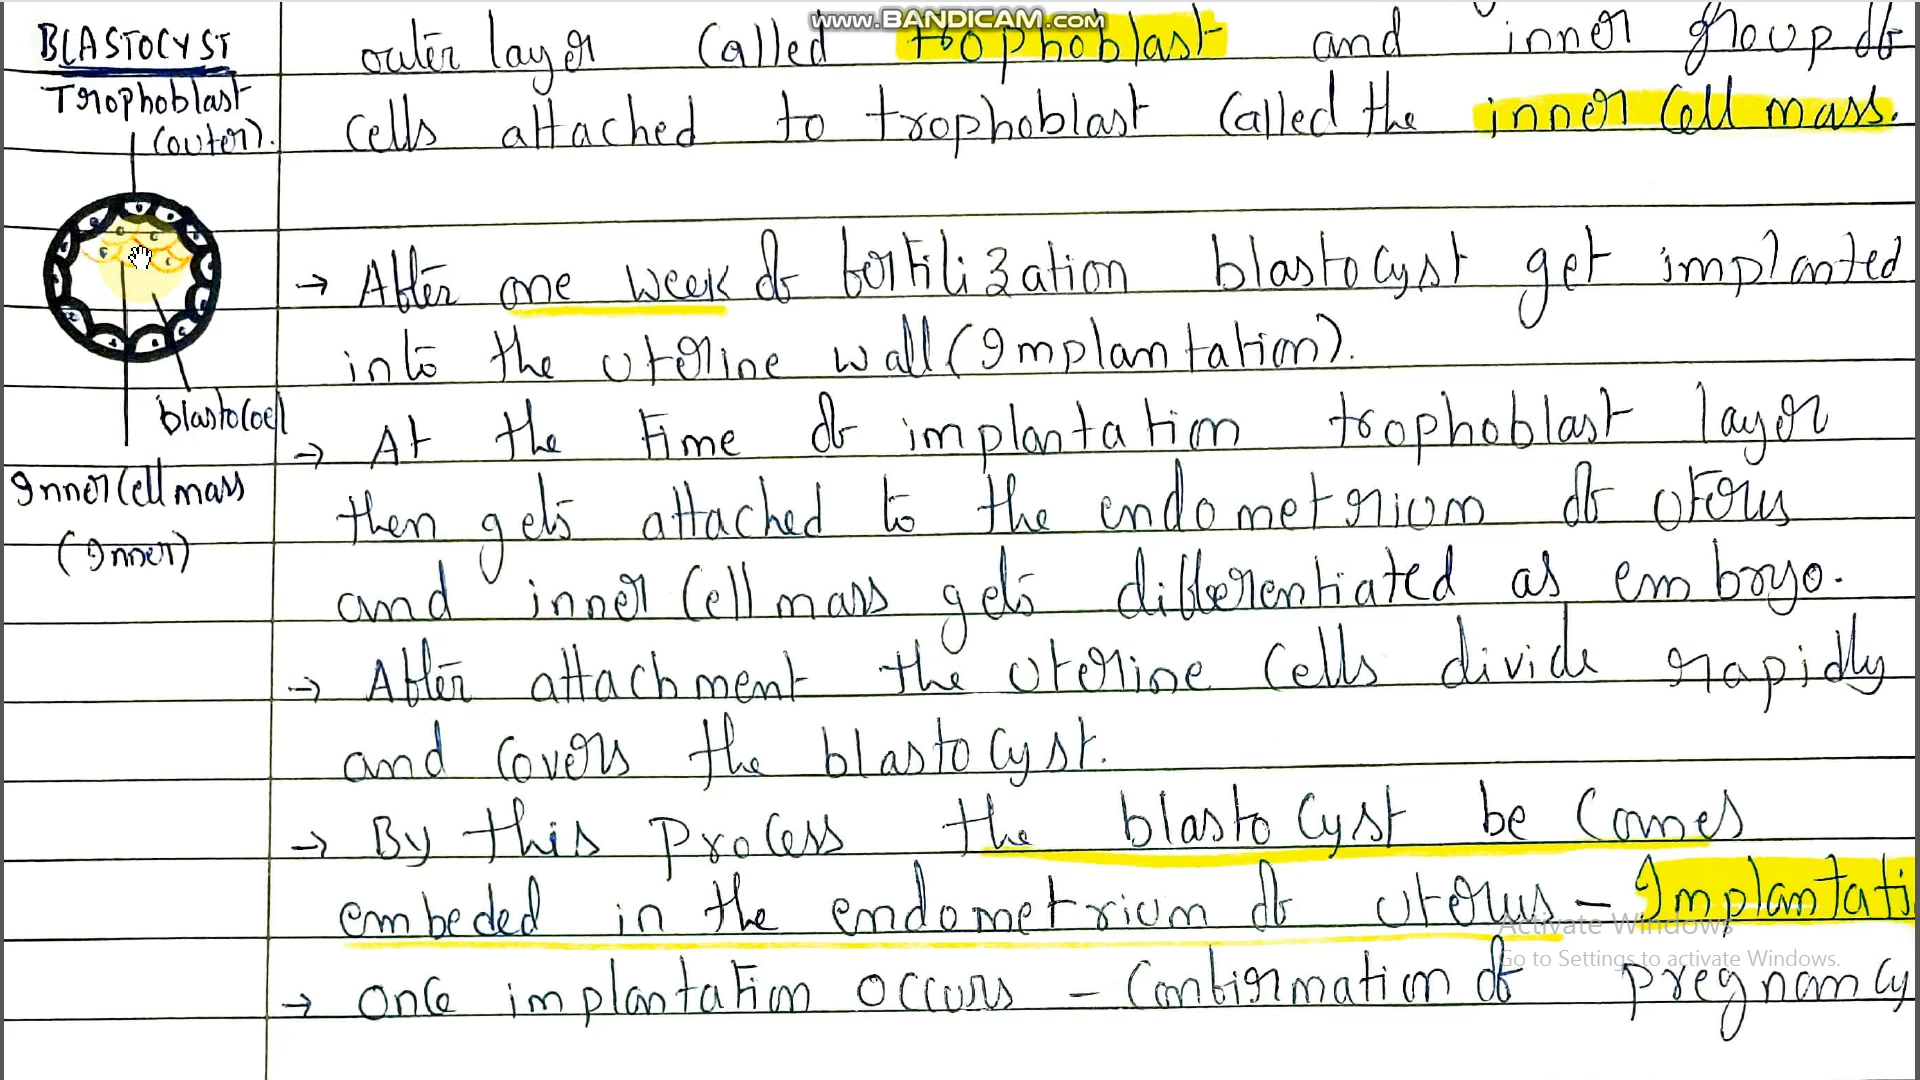 www.BANDICAM.com
BLASTOCYST
Trophoblast
(outer).
blastocoel
Inner Cell mass
(Inner)
outer layer called trophoblast and inner group of
cells attached to trophoblast called the inner cell mass.
→ After one week of fertilization blastocyst get implanted
into the uterine wall (Implantation).
→ At the time of implantation trophoblast layer
then gets attached to the endometrium of uterus
and inner cell mass gets differentiated as embryo.
→ After attachment the uterine cells divide rapidly
and covers the blastocyst.
→ By this process the blastocyst becomes
embeded in the endometrium of uterus – Implantati
→ Once implantation occurs – Confirmation of pregnancy
Activate Windows
Go to Settings to activate Windows.